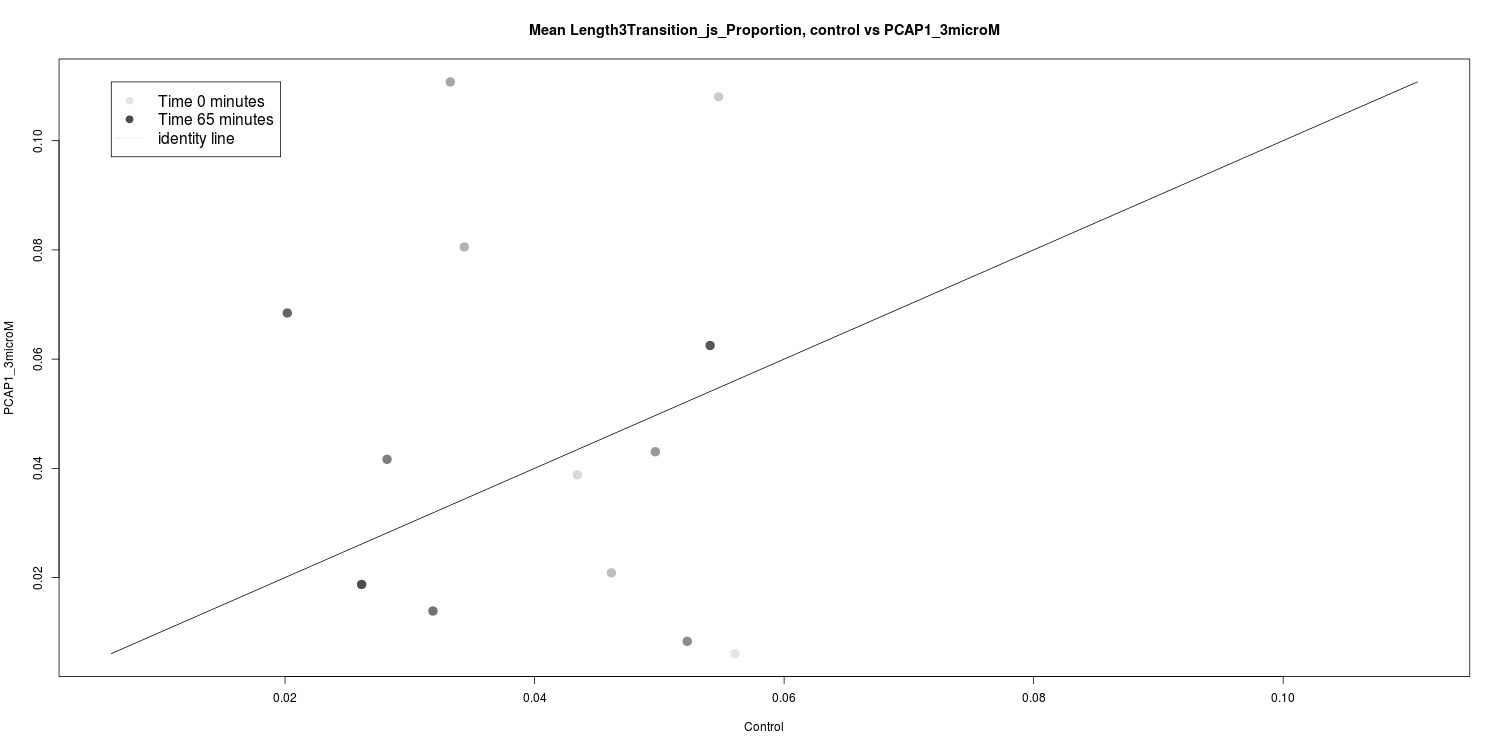 Mean Length3Transition_js_Proportion, control vs PCAP1_3microM
Time 0 minutes
Time 65 minutes
identity line
PCAP1_3microM
0.10
0.08
0.06
0.04
0.02
0.02
0.04
0.06
0.08
0.10
Control